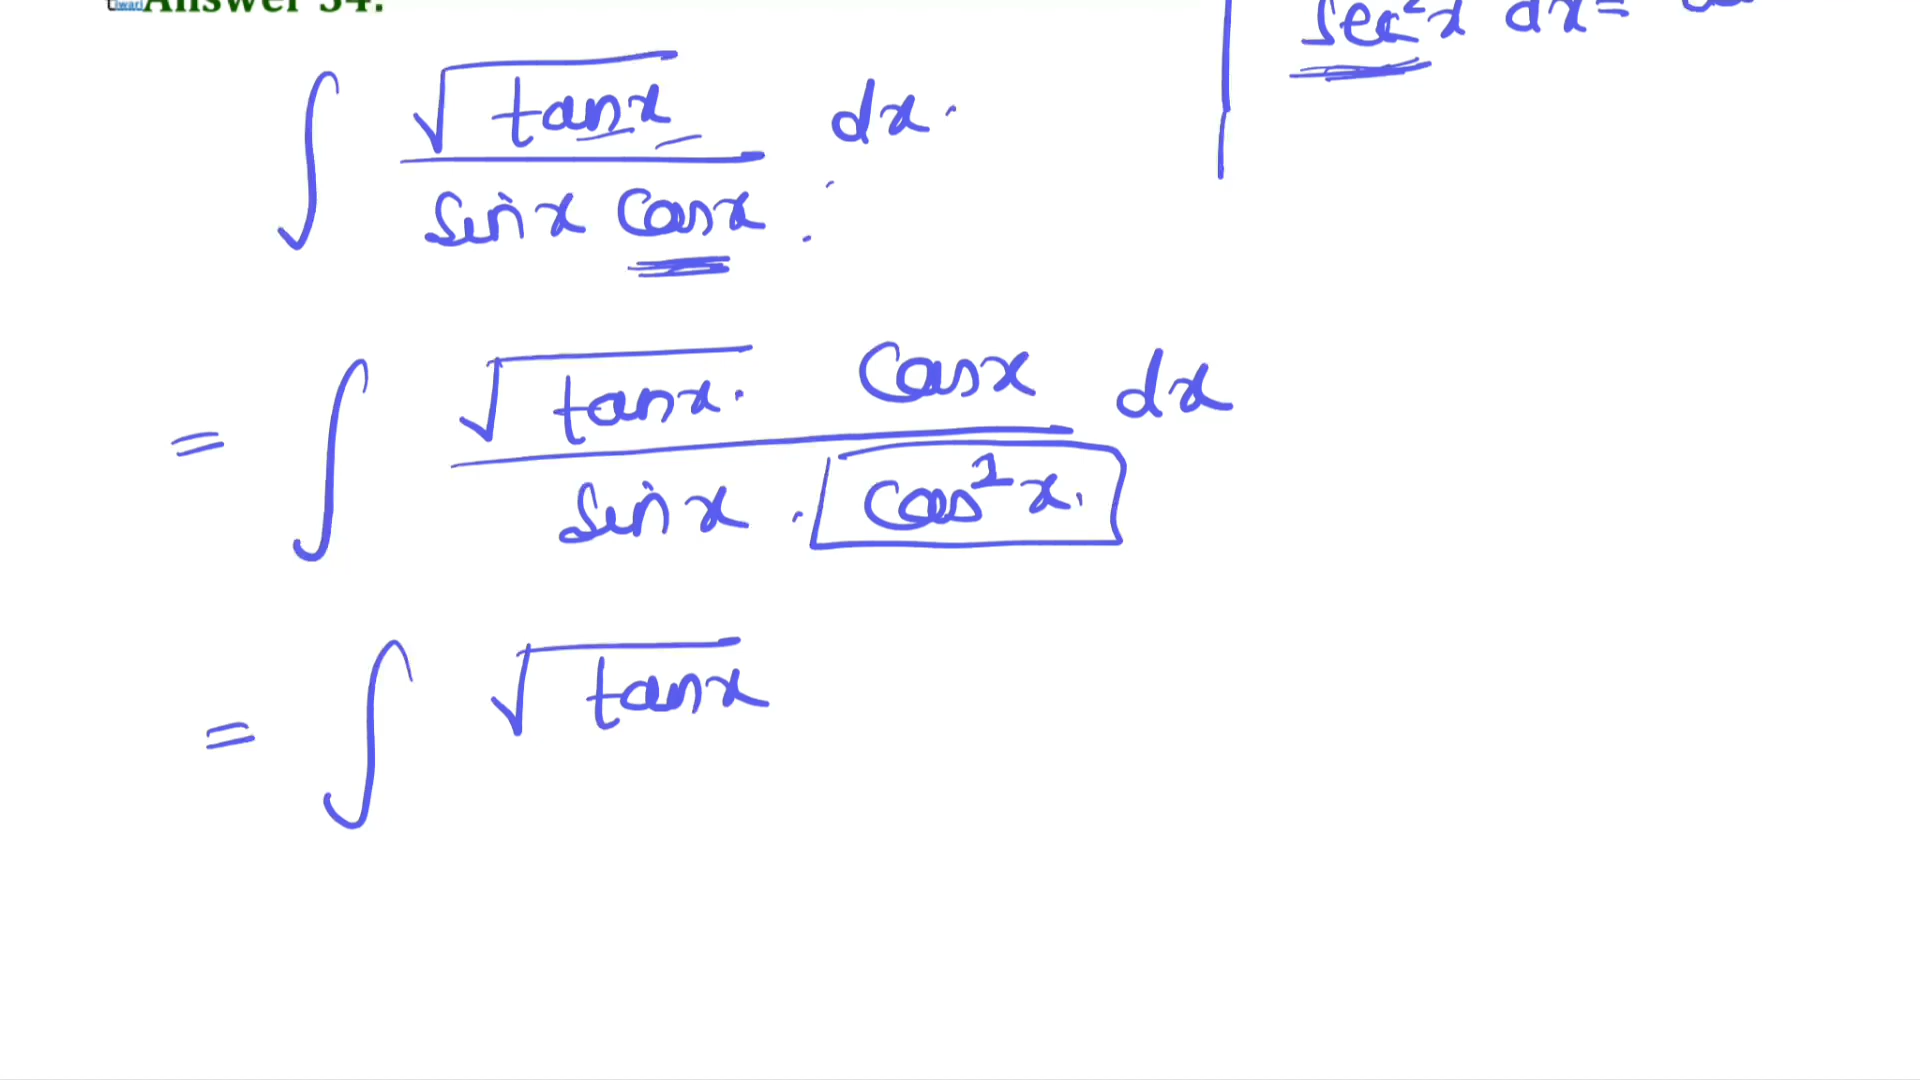 Answer 34:
sec²x dx =
∫ √tanx / sinx cosx dx.
= ∫ √tanx. cosx / sinx . cos²x. dx
= ∫ √tanx